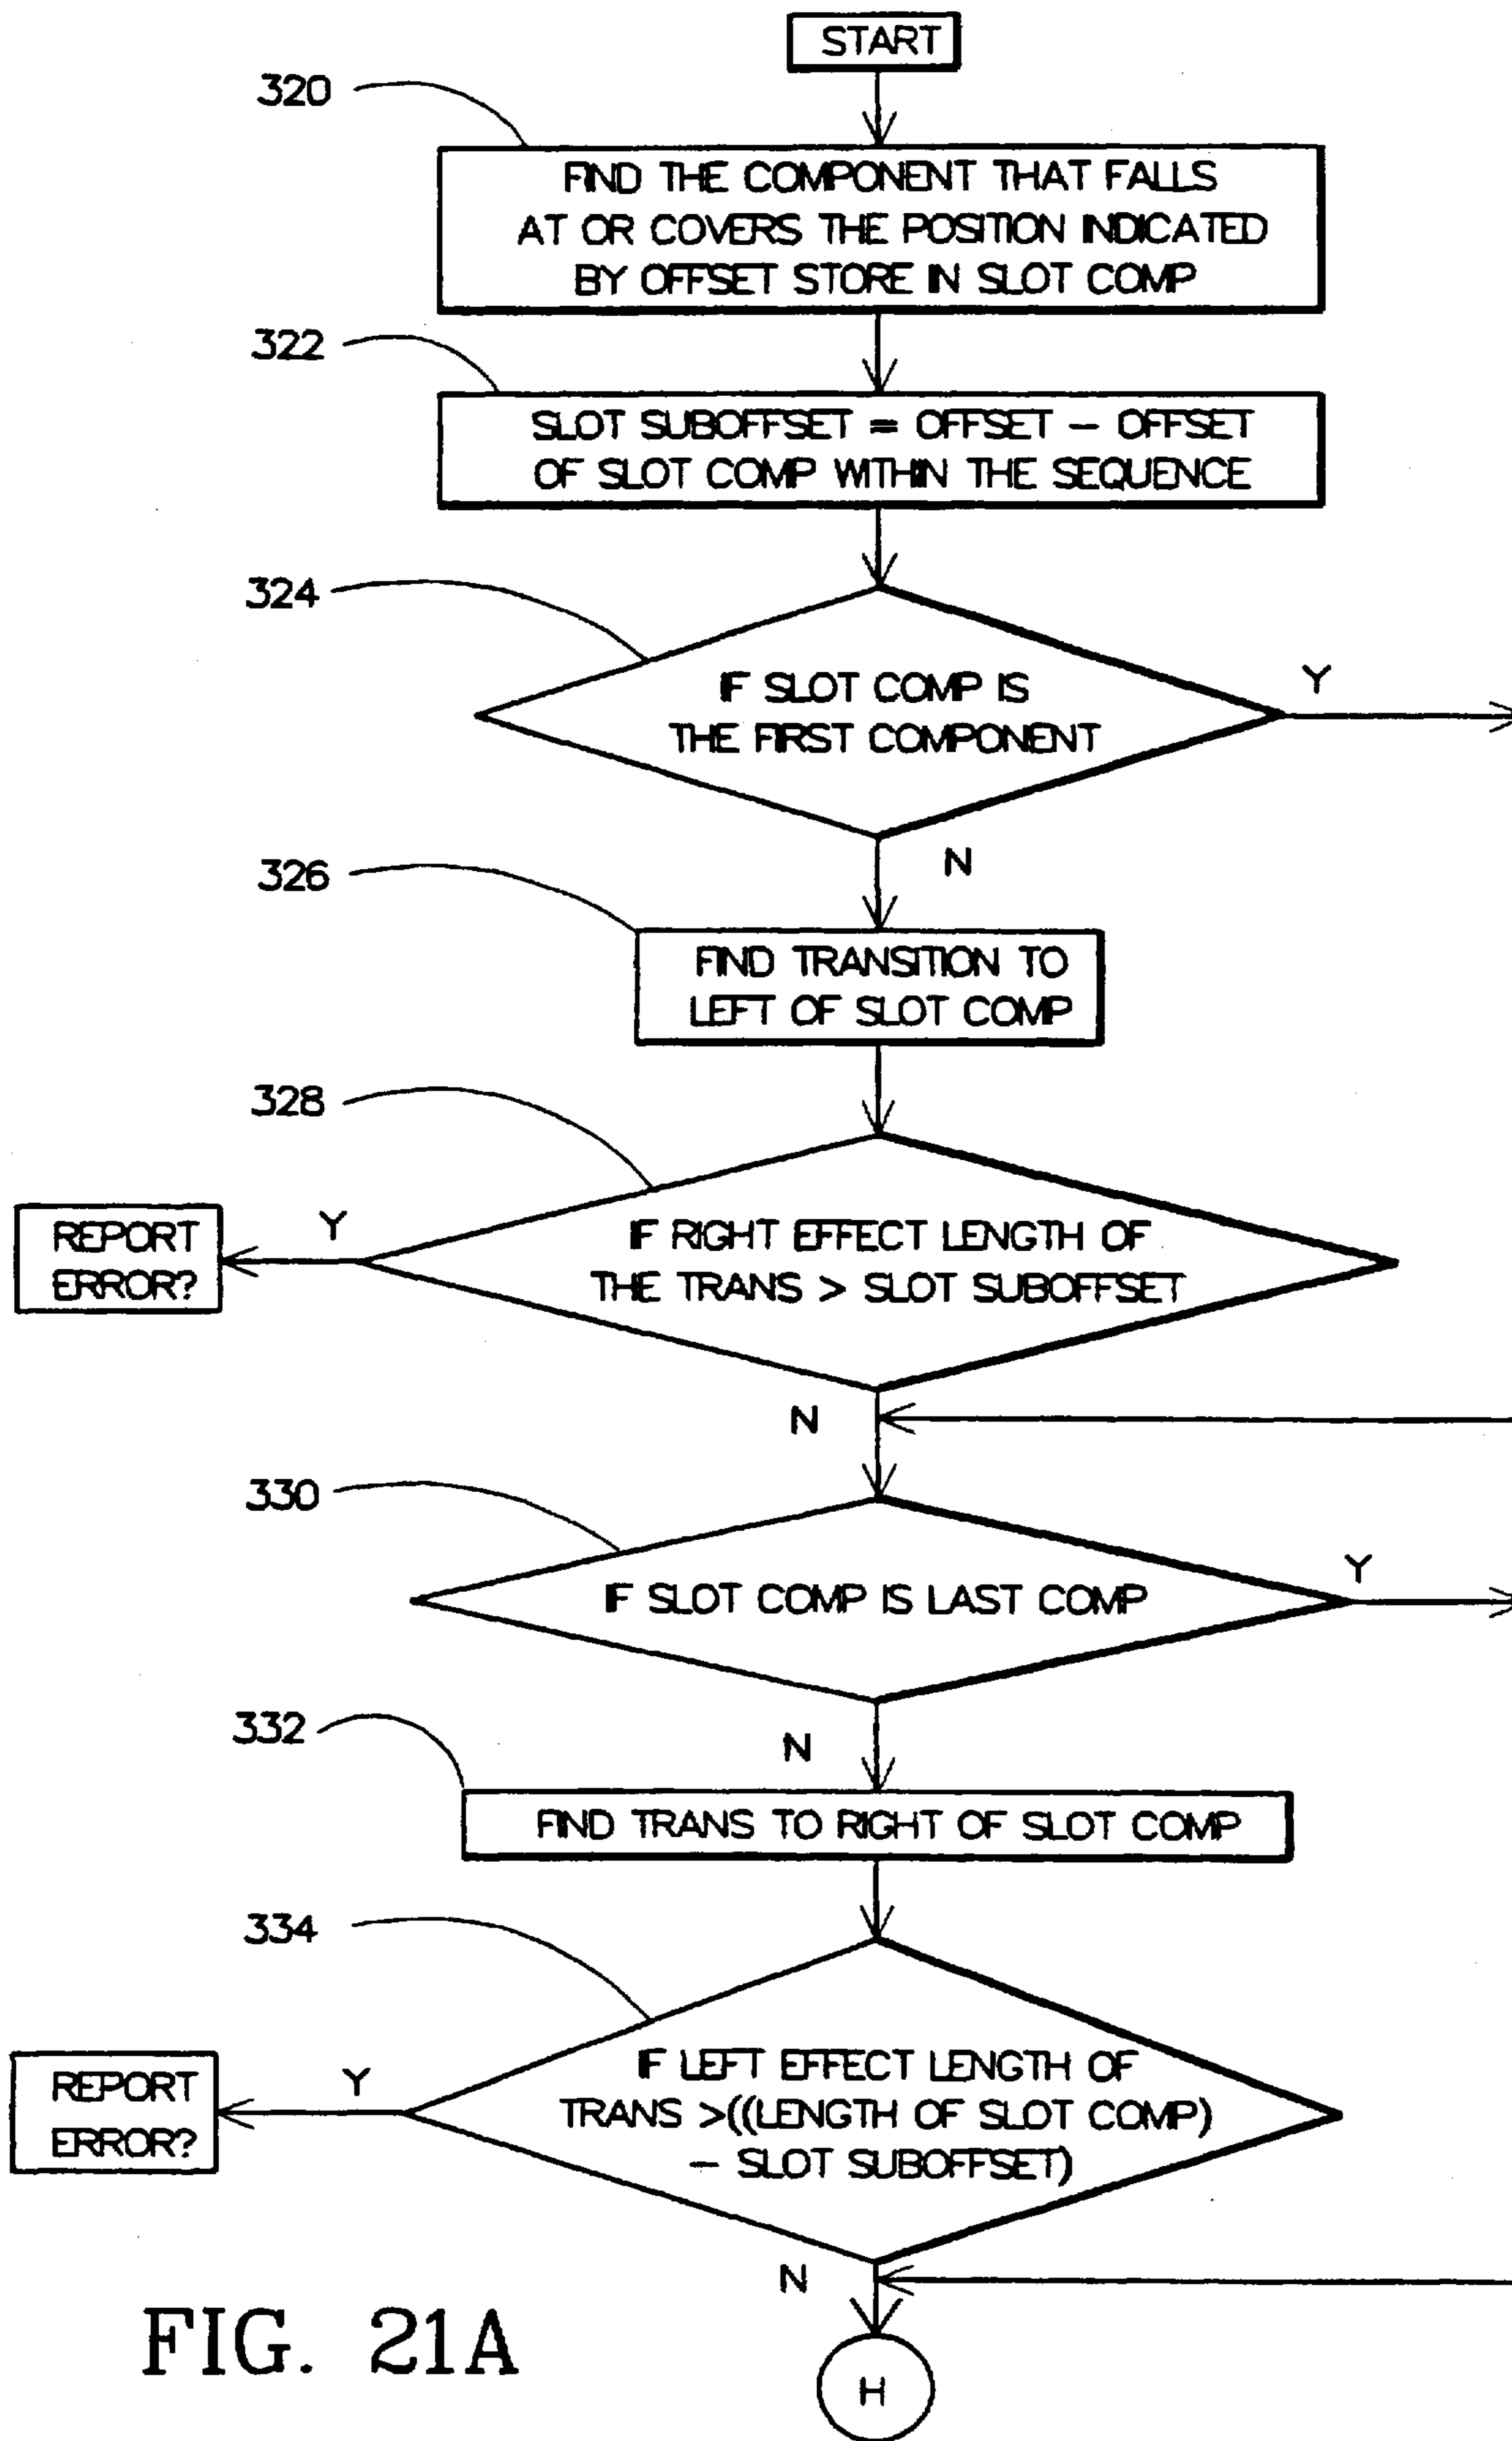 START
320
FIND THE COMPONENT THAT FALLS
AT OR COVERS THE POSITION INDICATED
BY OFFSET STORE IN SLOT COMP
322
SLOT SUBOFFSET = OFFSET – OFFSET
OF SLOT COMP WITHIN THE SEQUENCE
324
IF SLOT COMP IS
THE FIRST COMPONENT
Y
N
326
FIND TRANSITION TO
LEFT OF SLOT COMP
328
IF RIGHT EFFECT LENGTH OF
THE TRANS > SLOT SUBOFFSET
Y
REPORT
ERROR?
N
330
IF SLOT COMP IS LAST COMP
Y
N
332
FIND TRANS TO RIGHT OF SLOT COMP
334
IF LEFT EFFECT LENGTH OF
TRANS >((LENGTH OF SLOT COMP)
– SLOT SUBOFFSET)
Y
REPORT
ERROR?
N
H
FIG. 21A